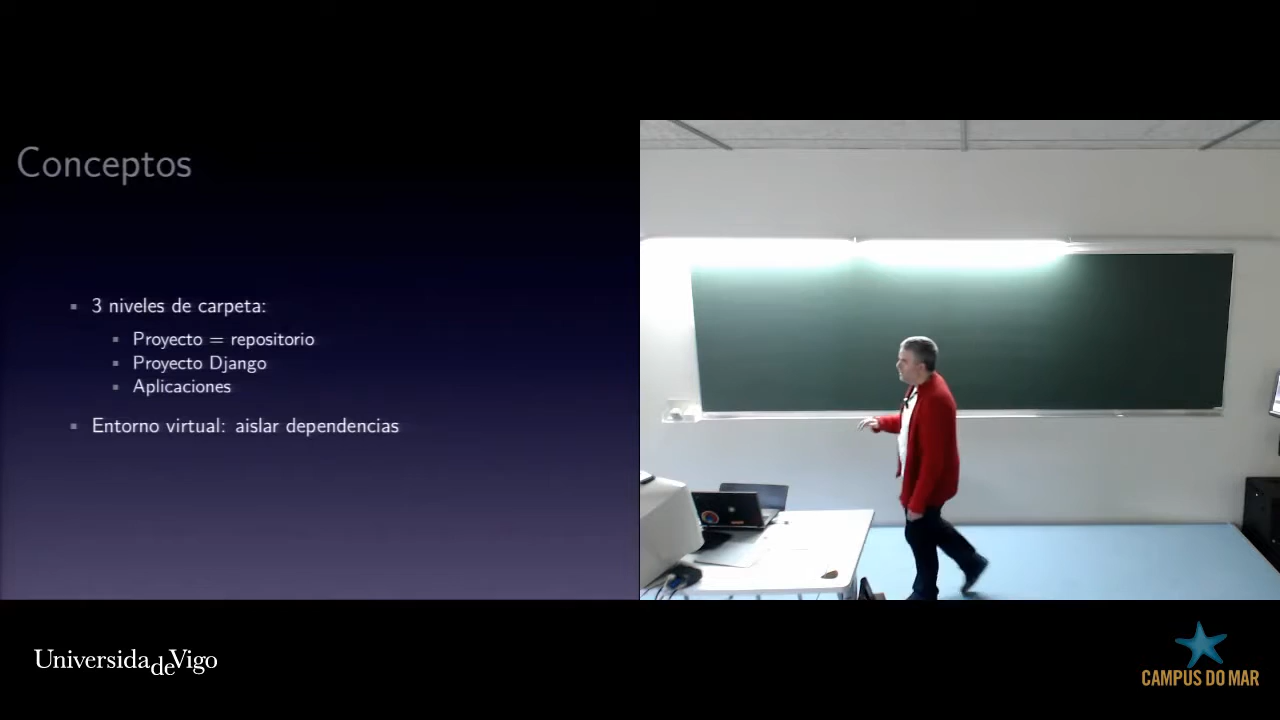 Conceptos
3 niveles de carpeta:
Proyecto = repositorio
Proyecto Django
Aplicaciones
Entorno virtual: aislar dependencias
UniversidadeVigo
CAMPUS DO MAR